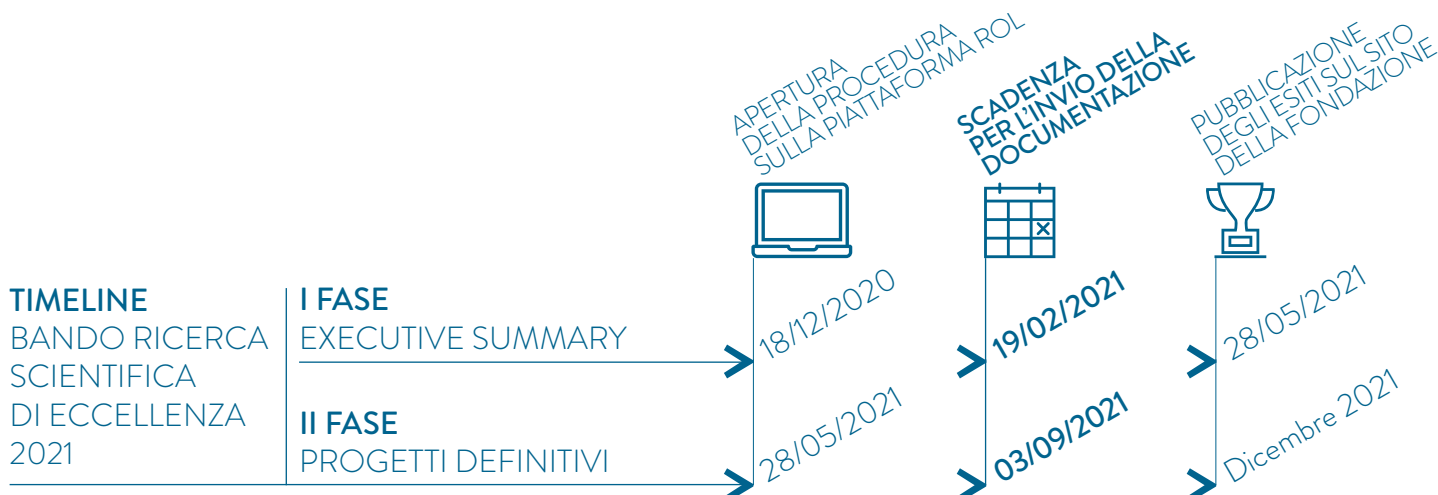 APERTURA
DELLA PROCEDURA
SULLA PIATTAFORMA ROL
SCADENZA
PER L'INVIO DELLA
DOCUMENTAZIONE
PUBBLICAZIONE
DEGLI ESITI SUL SITO
DELLA FONDAZIONE
TIMELINE
BANDO RICERCA
SCIENTIFICA
DI ECCELLENZA
2021
I FASE
EXECUTIVE SUMMARY
18/12/2020
19/02/2021
28/05/2021
II FASE
PROGETTI DEFINITIVI
28/05/2021
03/09/2021
Dicembre 2021